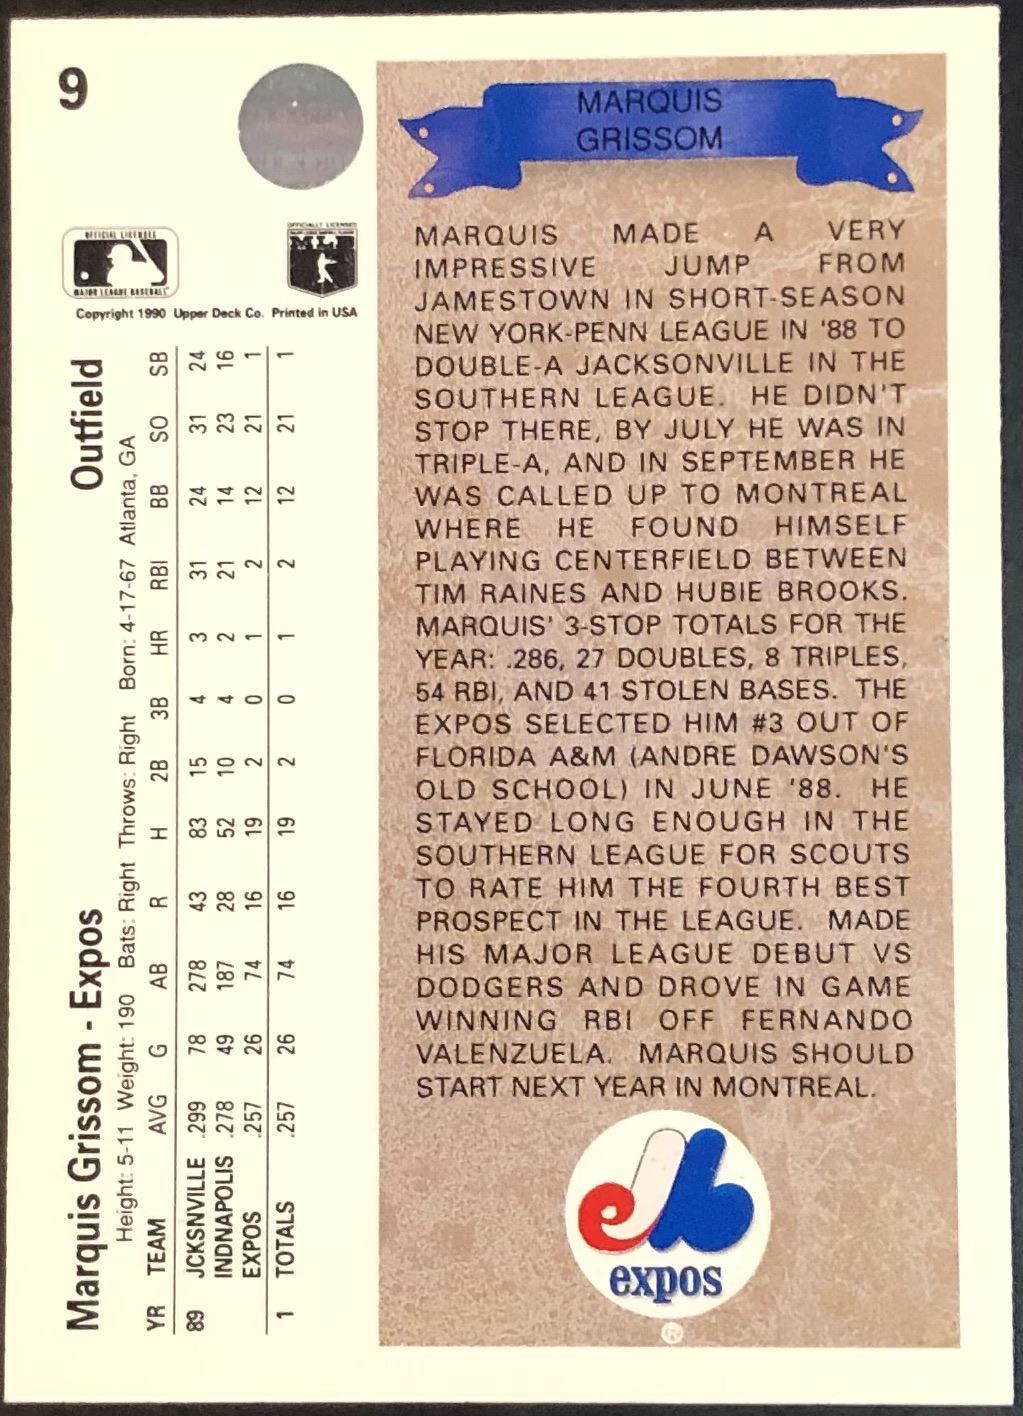 9
OFFICIAL LICENSEE
MAJOR LEAGUE BASEBALL
OFFICIALLY LICENSED
MLB
Copyright 1990 Upper Deck Co. Printed in USA
Marquis Grissom - Expos Outfield
Height: 5-11 Weight: 190 Bats: Right Throws: Right Born: 4-17-67 Atlanta, GA
YR TEAM AVG G AB R H 2B 3B HR RBI BB SO SB
89 JCKSNVILLE .299 78 278 43 83 15 4 3 31 24 31 24
INDNAPOLIS .278 49 187 28 52 10 4 2 21 14 23 16
EXPOS .257 26 74 16 19 2 0 1 2 12 21 1
1 TOTALS .257 26 74 16 19 2 0 1 2 12 21 1
MARQUIS
GRISSOM
MARQUIS MADE A VERY
IMPRESSIVE JUMP FROM
JAMESTOWN IN SHORT-SEASON
NEW YORK-PENN LEAGUE IN '88 TO
DOUBLE-A JACKSONVILLE IN THE
SOUTHERN LEAGUE. HE DIDN'T
STOP THERE, BY JULY HE WAS IN
TRIPLE-A, AND IN SEPTEMBER HE
WAS CALLED UP TO MONTREAL
WHERE HE FOUND HIMSELF
PLAYING CENTERFIELD BETWEEN
TIM RAINES AND HUBIE BROOKS.
MARQUIS' 3-STOP TOTALS FOR THE
YEAR: .286, 27 DOUBLES, 8 TRIPLES,
54 RBI, AND 41 STOLEN BASES. THE
EXPOS SELECTED HIM #3 OUT OF
FLORIDA A&M (ANDRE DAWSON'S
OLD SCHOOL) IN JUNE '88. HE
STAYED LONG ENOUGH IN THE
SOUTHERN LEAGUE FOR SCOUTS
TO RATE HIM THE FOURTH BEST
PROSPECT IN THE LEAGUE. MADE
HIS MAJOR LEAGUE DEBUT VS
DODGERS AND DROVE IN GAME
WINNING RBI OFF FERNANDO
VALENZUELA. MARQUIS SHOULD
START NEXT YEAR IN MONTREAL.
expos
®